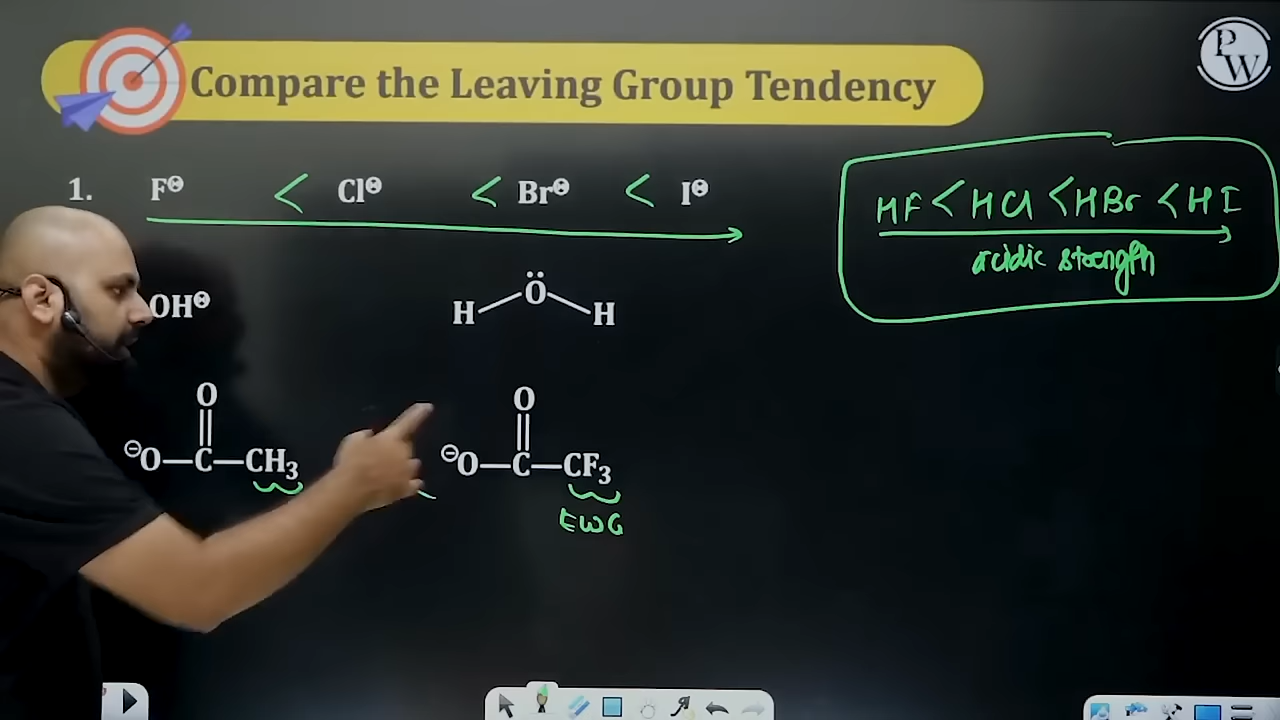 Compare the Leaving Group Tendency
PW
1. F⊖ < Cl⊖ < Br⊖ < I⊖
HF < HCl < HBr < HI
acidic strength
OH⊖
H Ö H
O
⊖O—C—CH₃
O
⊖O—C—CF₃
EWG